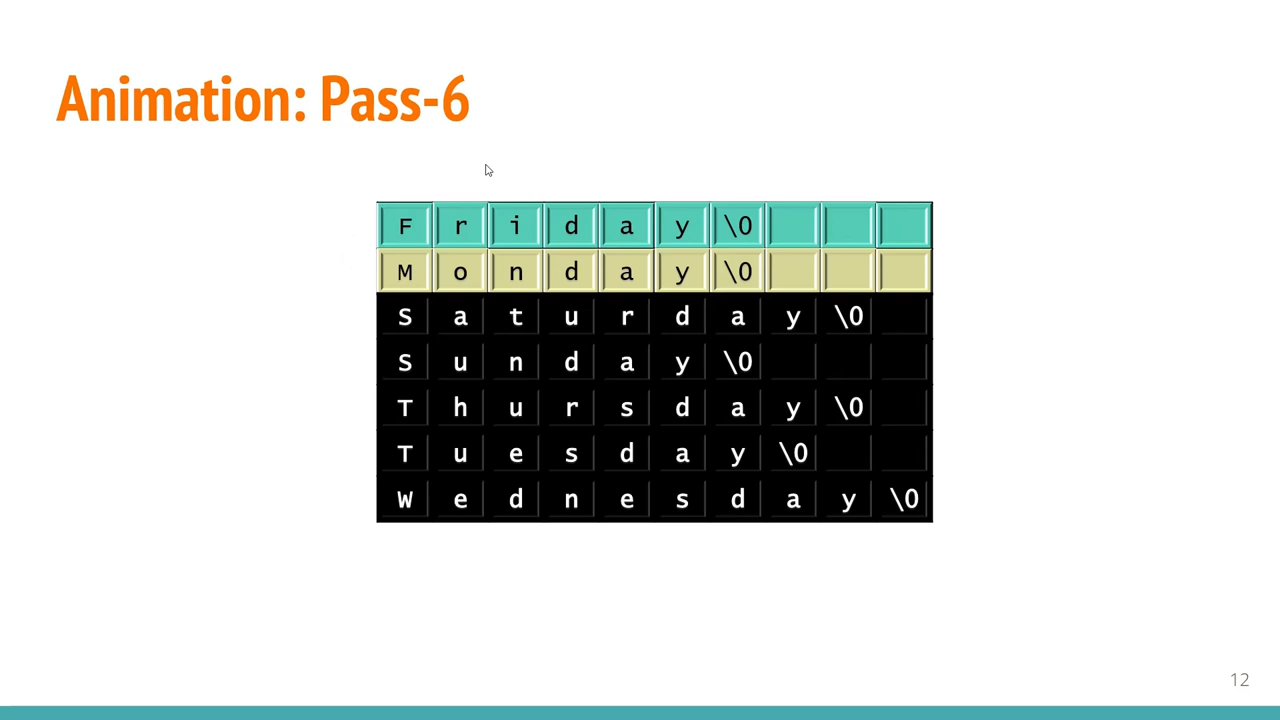 Animation: Pass-6
F r i d a y \0
M o n d a y \0
S a t u r d a y \0
S u n d a y \0
T h u r s d a y \0
T u e s d a y \0
W e d n e s d a y \0
12